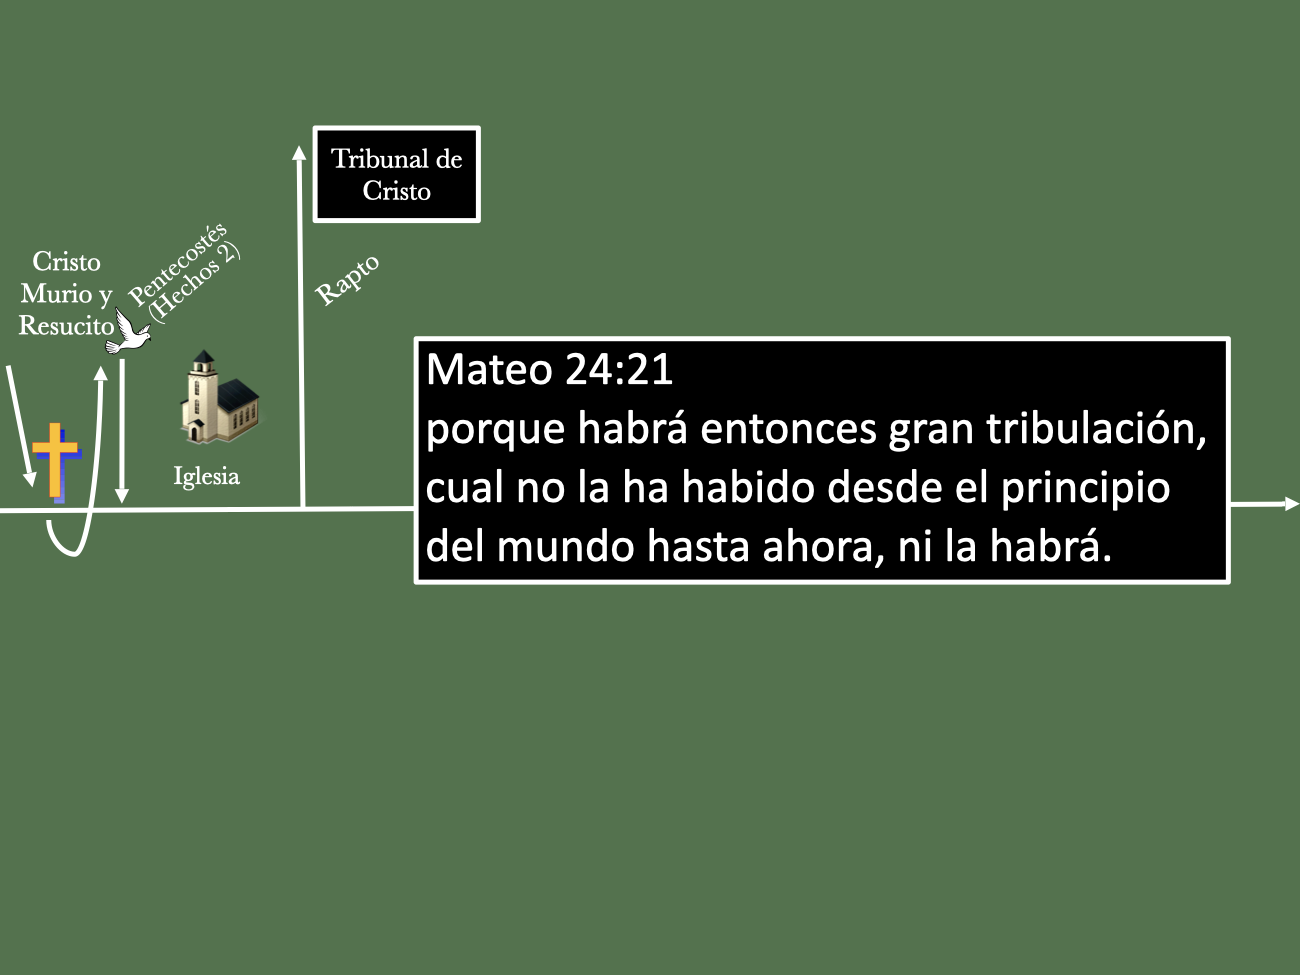 Tribunal de
Cristo
Pentecostés
(Hechos 2)
Cristo
Murio y
Resucito
Rapto
Iglesia
Mateo 24:21
porque habrá entonces gran tribulación,
cual no la ha habido desde el principio
del mundo hasta ahora, ni la habrá.